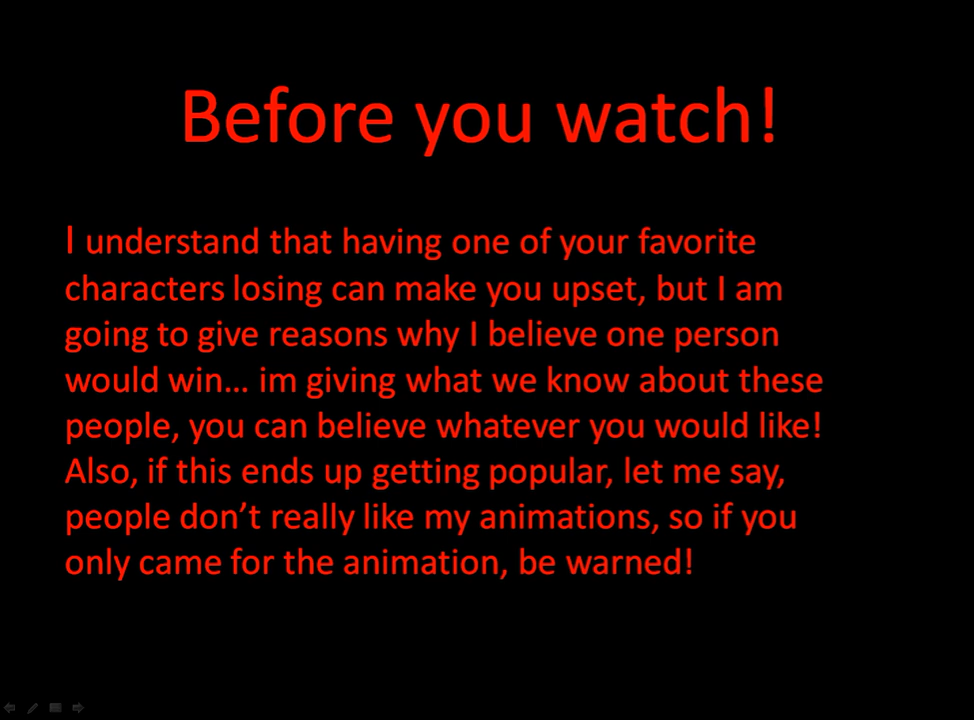 Before you watch!
I understand that having one of your favorite
characters losing can make you upset, but I am
going to give reasons why I believe one person
would win… im giving what we know about these
people, you can believe whatever you would like!
Also, if this ends up getting popular, let me say,
people don’t really like my animations, so if you
only came for the animation, be warned!